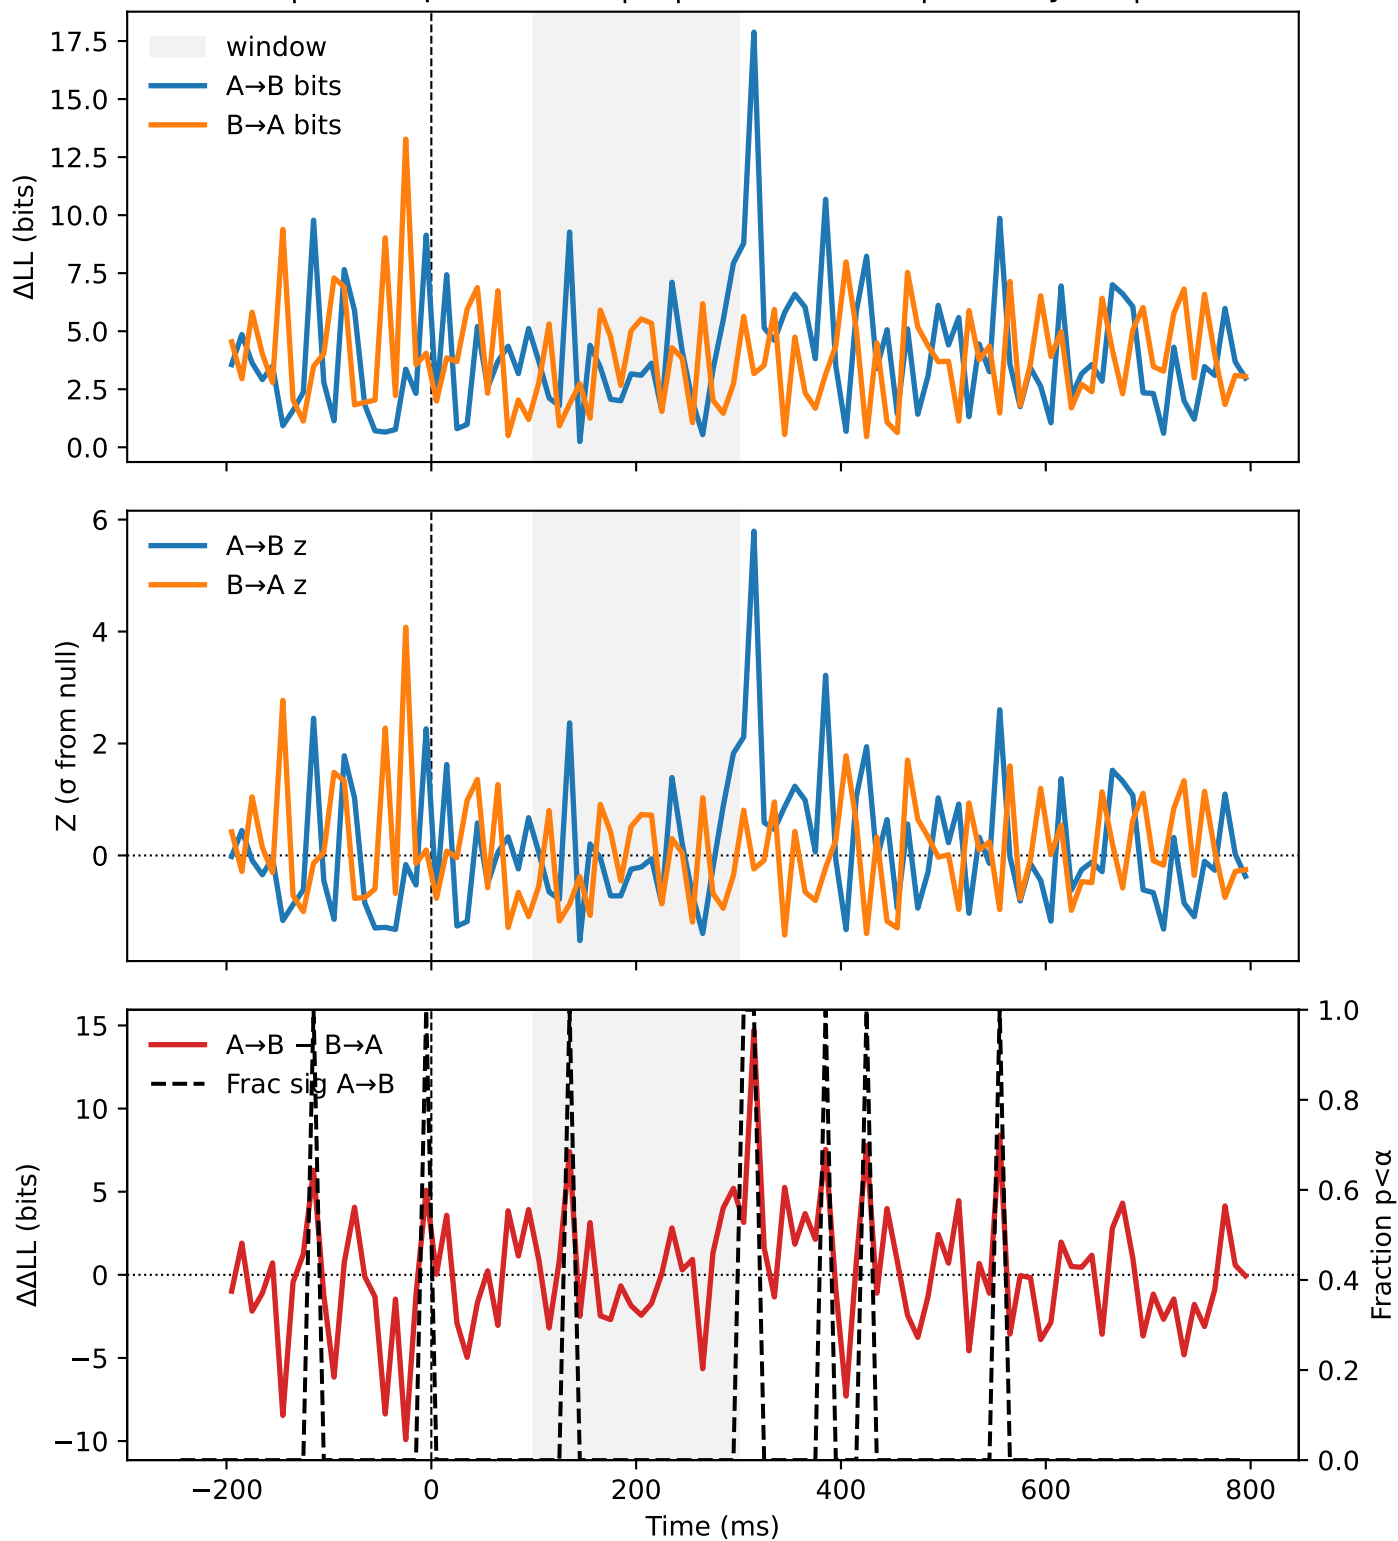 17.5
15.0
12.5
10.0
7.5
5.0
2.5
0.0
ΔLL (bits)
window
A→B bits
B→A bits
6
4
2
0
Z (σ from null)
A→B z
B→A z
15
10
5
0
−5
−10
ΔΔLL (bits)
A→B − B→A
Frac sig A→B
1.0
0.8
0.6
0.4
0.2
0.0
Fraction p<α
−200 0 200 400 600 800
Time (ms)